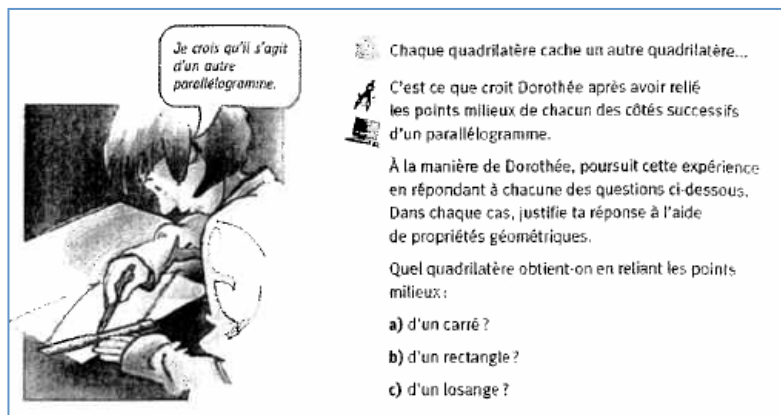 Je crois qu'il s'agit
d'un autre
parallélogramme.
Chaque quadrilatère cache un autre quadrilatère...
C'est ce que croit Dorothée après avoir relié
les points milieux de chacun des côtés successifs
d'un parallélogramme.
À la manière de Dorothée, poursuit cette expérience
en répondant à chacune des questions ci-dessous.
Dans chaque cas, justifie ta réponse à l'aide
de propriétés géométriques.
Quel quadrilatère obtient-on en reliant les points
milieux :
a) d'un carré ?
b) d'un rectangle ?
c) d'un losange ?